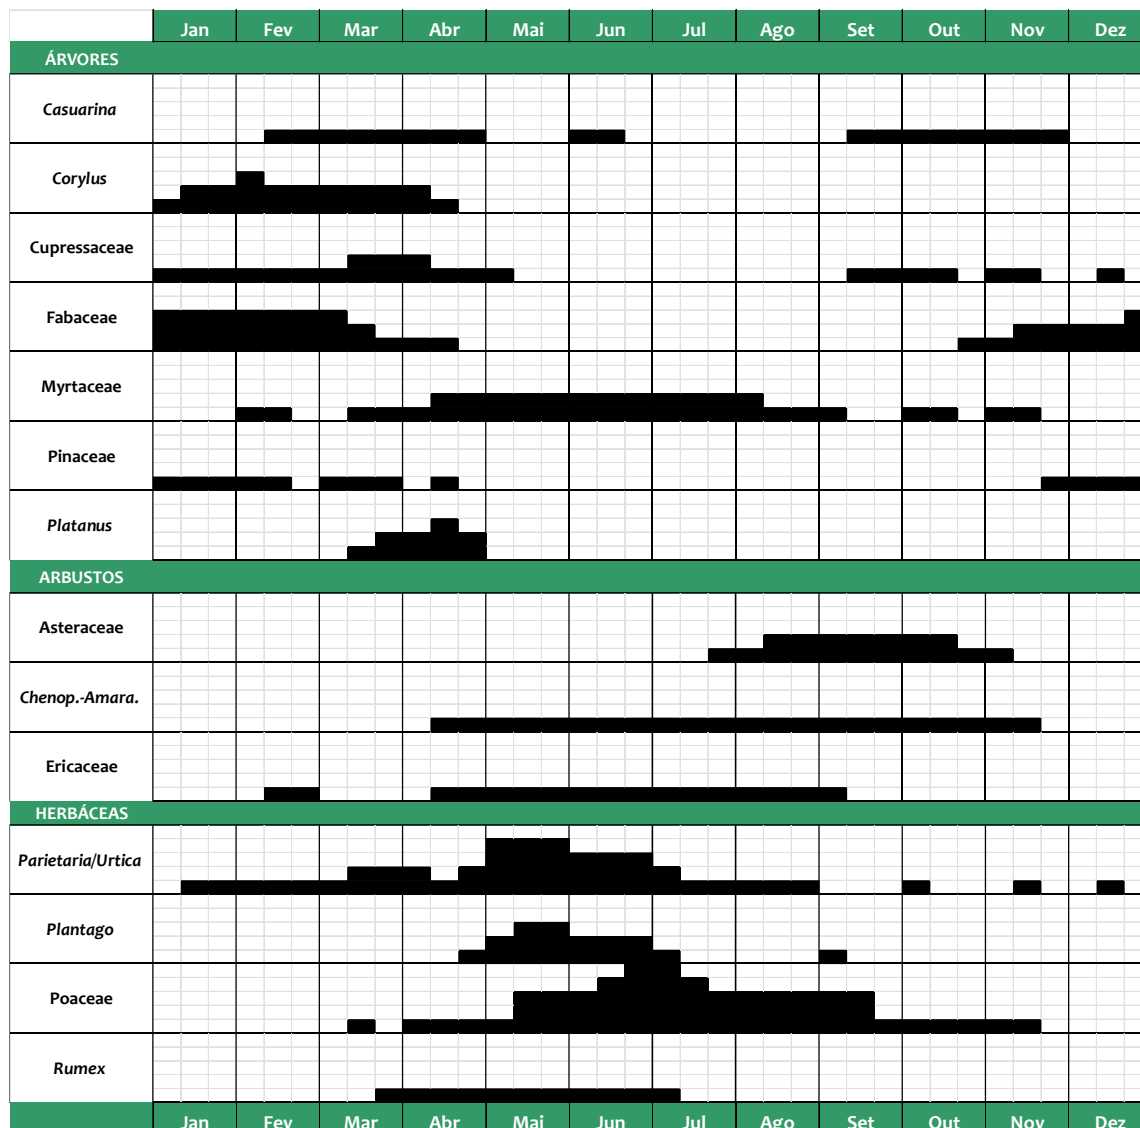 Jan Fev Mar Abr Mai Jun Jul Ago Set Out Nov Dez
ÁRVORES
Casuarina
Corylus
Cupressaceae
Fabaceae
Myrtaceae
Pinaceae
Platanus
ARBUSTOS
Asteraceae
Chenop.-Amara.
Ericaceae
HERBÁCEAS
Parietaria/Urtica
Plantago
Poaceae
Rumex
Jan Fev Mar Abr Mai Jun Jul Ago Set Out Nov Dez